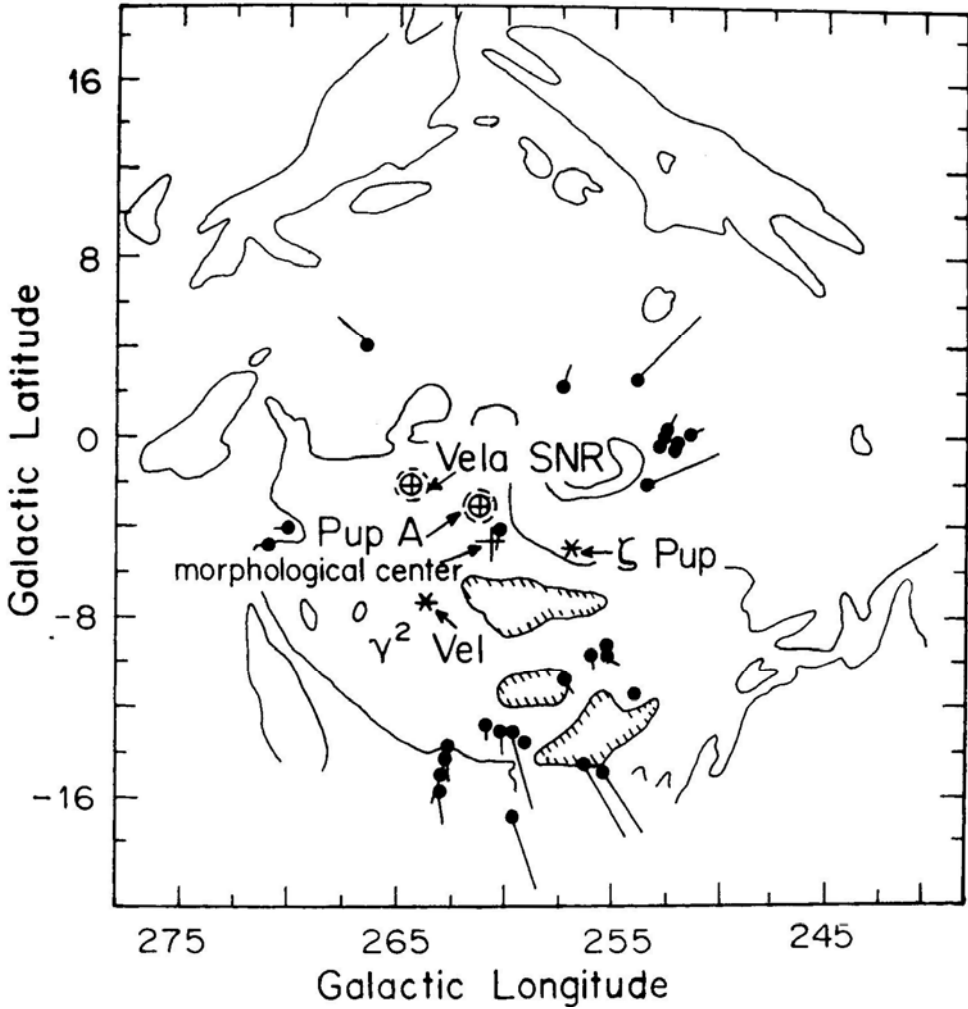 16
8
0
-8
-16
Galactic Latitude
Vela SNR
Pup A
morphological center
ζ Pup
γ² Vel
275
265
255
245
Galactic Longitude